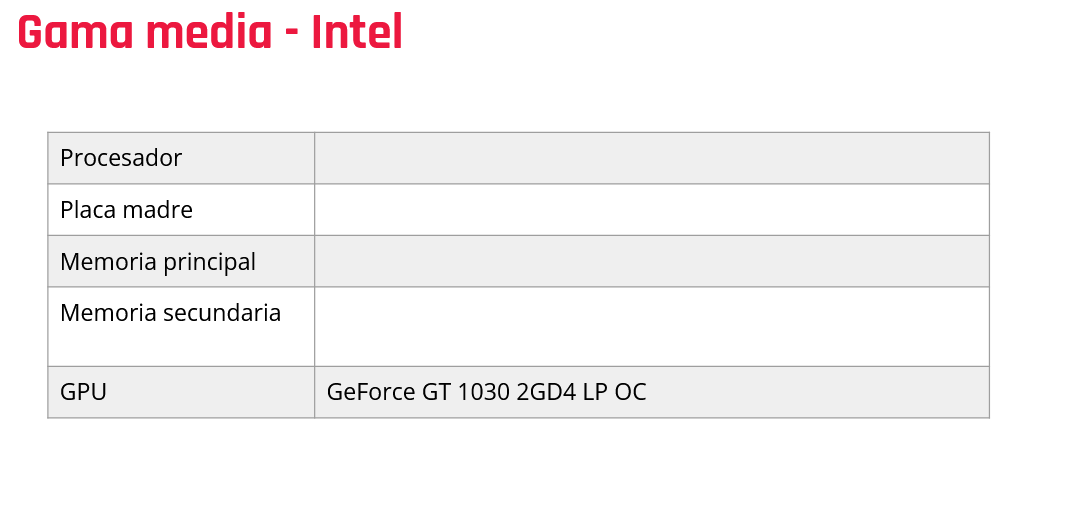 Gama media - Intel
Procesador
Placa madre
Memoria principal
Memoria secundaria
GPU GeForce GT 1030 2GD4 LP OC